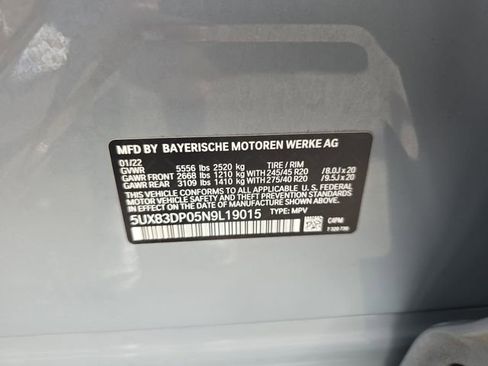 MFD BY BAYERISCHE MOTOREN WERKE AG
01/22
GVWR 5556 lbs 2520 kg TIRE / RIM
GAWR FRONT 2668 lbs 1210 kg WITH 245/45 R20 /8.0J x 20
GAWR REAR 3109 lbs 1410 kg WITH 275/40 R20 /9.5J x 20
THIS VEHICLE CONFORMS TO ALL APPLICABLE U.S. FEDERAL
MOTOR VEHICLE SAFETY STANDARDS IN EFFECT ON THE
DATE OF MANUFACTURE SHOWN ABOVE.
5UX83DP05N9L19015 TYPE: MPV
C4PM